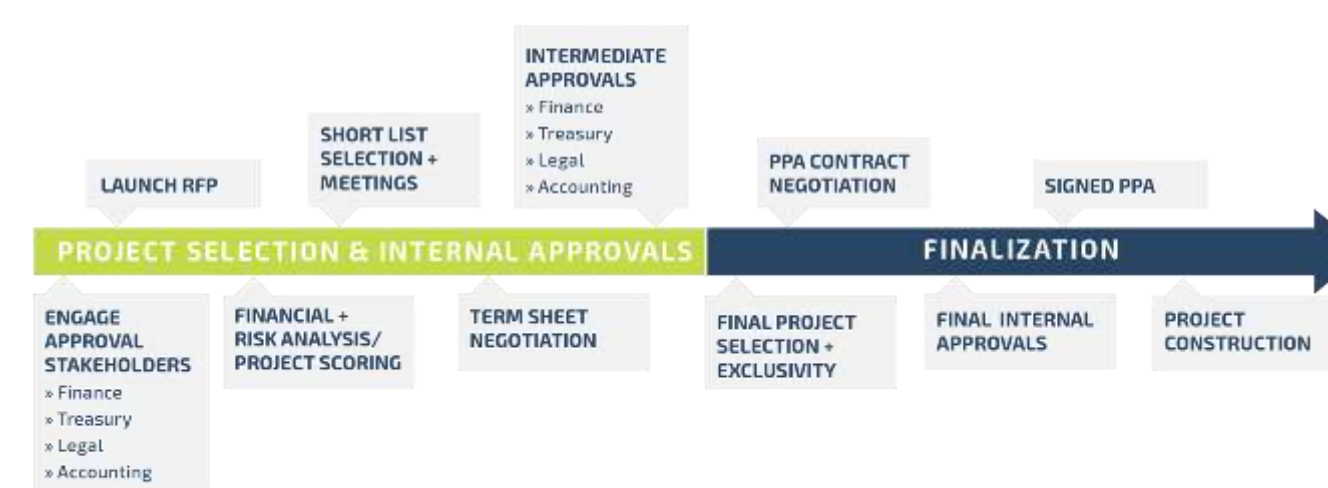 INTERMEDIATE
APPROVALS
» Finance
» Treasury
» Legal
» Accounting
SHORT LIST
SELECTION +
MEETINGS
LAUNCH RFP
PPA CONTRACT
NEGOTIATION
SIGNED PPA
PROJECT SELECTION & INTERNAL APPROVALS
FINALIZATION
ENGAGE
APPROVAL
STAKEHOLDERS
» Finance
» Treasury
» Legal
» Accounting
FINANCIAL +
RISK ANALYSIS/
PROJECT SCORING
TERM SHEET
NEGOTIATION
FINAL PROJECT
SELECTION +
EXCLUSIVITY
FINAL INTERNAL
APPROVALS
PROJECT
CONSTRUCTION